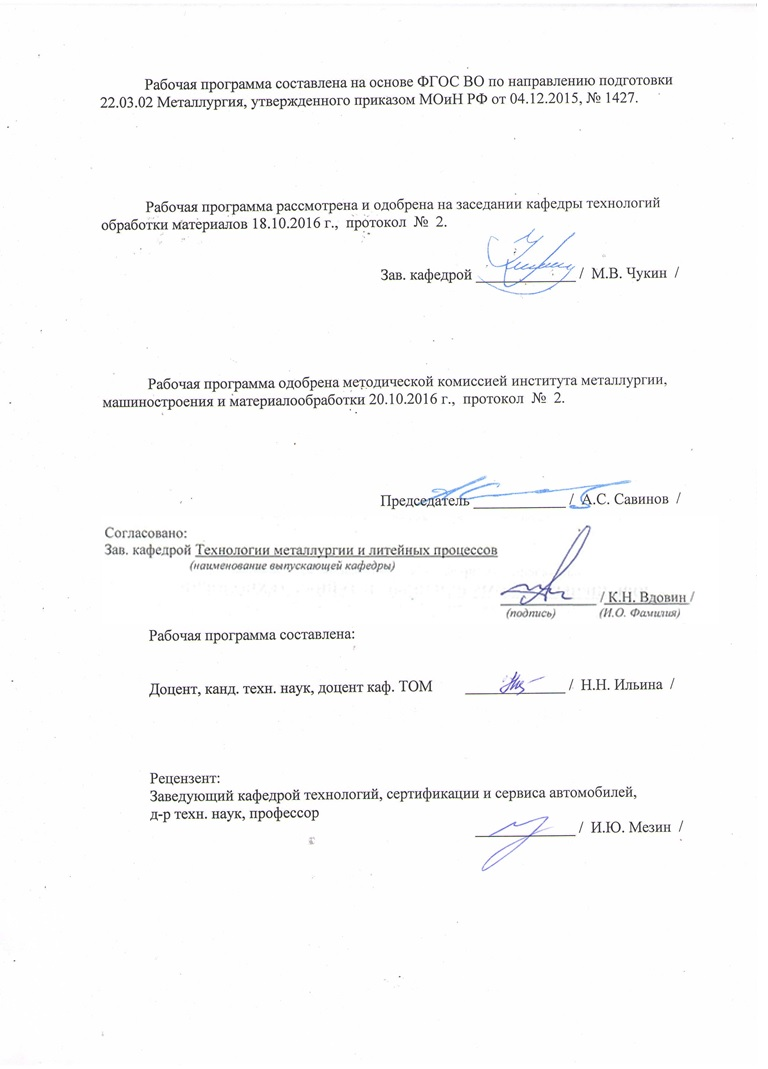 Рабочая программа составлена на основе ФГОС ВО по направлению подготовки
22.03.02 Металлургия, утвержденного приказом МОиН РФ от 04.12.2015, № 1427.
Рабочая программа рассмотрена и одобрена на заседании кафедры технологий
обработки материалов 18.10.2016 г., протокол № 2.
Зав. кафедрой ____________ / М.В. Чукин /
Рабочая программа одобрена методической комиссией института металлургии,
машиностроения и материалообработки 20.10.2016 г., протокол № 2.
Председатель ____________ / А.С. Савинов /
Согласовано:
Зав. кафедрой Технологии металлургии и литейных процессов
(наименование выпускающей кафедры)
____________ / К.Н. Вдовин /
(подпись) (И.О. Фамилия)
Рабочая программа составлена:
Доцент, канд. техн. наук, доцент каф. ТОМ ____________ / Н.Н. Ильина /
Рецензент:
Заведующий кафедрой технологий, сертификации и сервиса автомобилей,
д-р техн. наук, профессор
____________ / И.Ю. Мезин /